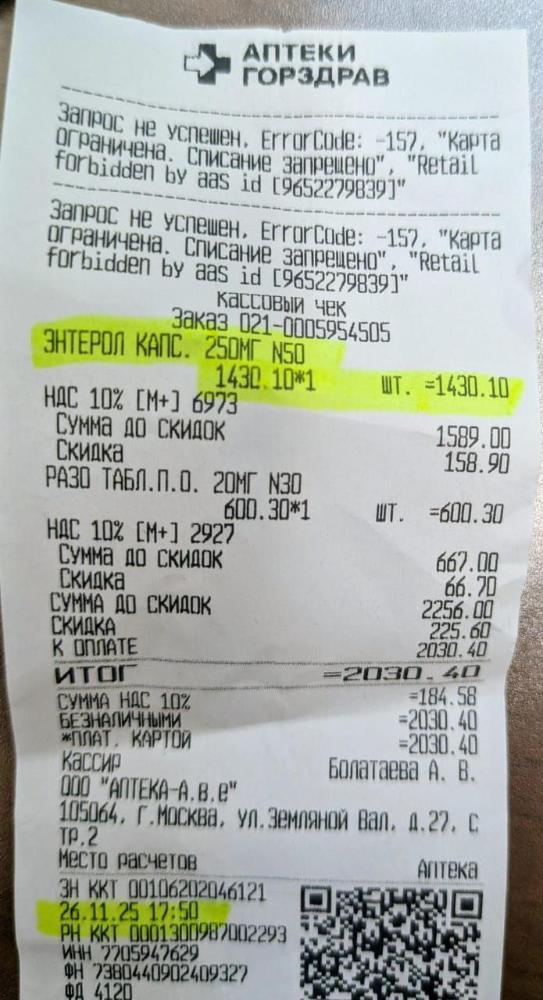 АПТЕКИ
ГОРЗДРАВ
Запрос не успешен, ErrorCode: -157, "Карта
ограничена. Списание запрещено", "Retail
forbidden by aas id [9652279839]"
Запрос не успешен, ErrorCode: -157, "Карта
ограничена. Списание запрещено", "Retail
forbidden by aas id [9652279839]"
КАССОВЫЙ ЧЕК
Заказ 021-0005954505
ЭНТЕРОЛ КАПС. 250МГ N50
1430.10*1 ШТ. =1430.10
НДС 10% [М+] 6973
СУММА ДО СКИДОК 1589.00
Скидка 158.90
РАЗО ТАБЛ.П.О. 20МГ N30
600.30*1 ШТ. =600.30
НДС 10% [М+] 2927
СУММА ДО СКИДОК 667.00
Скидка 66.70
СУММА ДО СКИДОК 2256.00
СКИДКА 225.60
К ОПЛАТЕ 2030.40
ИТОГ =2030.40
СУММА НДС 10% =184.58
БЕЗНАЛИЧНЫМИ =2030.40
*ПЛАТ. КАРТОЙ =2030.40
Кассир Болатаева А. В.
ООО "АПТЕКА-А.в.е"
105064, Г.МОСКВА, УЛ.Земляной Вал, д.27, С
ТР.2
Место расчетов Аптека
ЗН ККТ 00106202046121
26.11.25 17:50
РН ККТ 0001300987002293
ИНН 7705947629
ФН 7380440902409327
ФД 4120